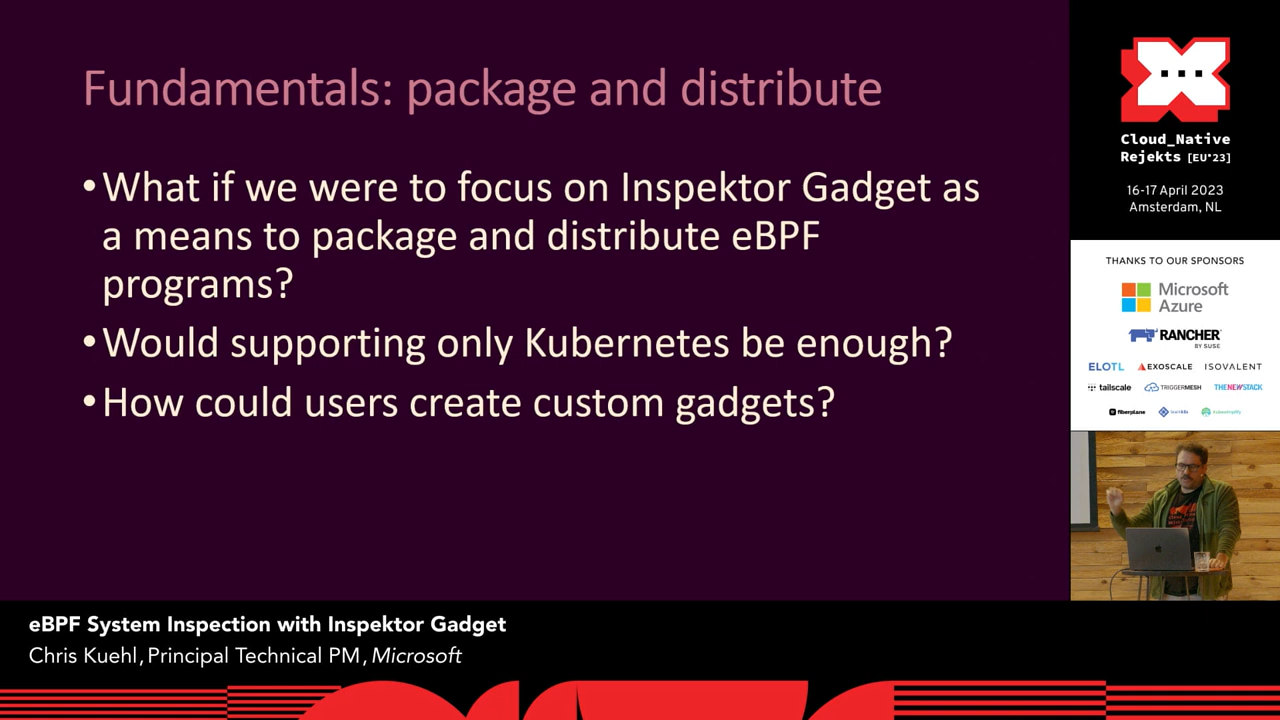 Fundamentals: package and distribute
•What if we were to focus on Inspektor Gadget as
a means to package and distribute eBPF
programs?
•Would supporting only Kubernetes be enough?
•How could users create custom gadgets?
Cloud_Native
Rejekts [EU'23]
16-17 April 2023
Amsterdam, NL
THANKS TO OUR SPONSORS
Microsoft
Azure
RANCHER
BY SUSE
ELOTL EXOSCALE ISOVALENT
tailscale TRIGGERMESH THENEWSTACK
fiberplane kubesimplify
eBPF System Inspection with Inspektor Gadget
Chris Kuehl, Principal Technical PM, Microsoft